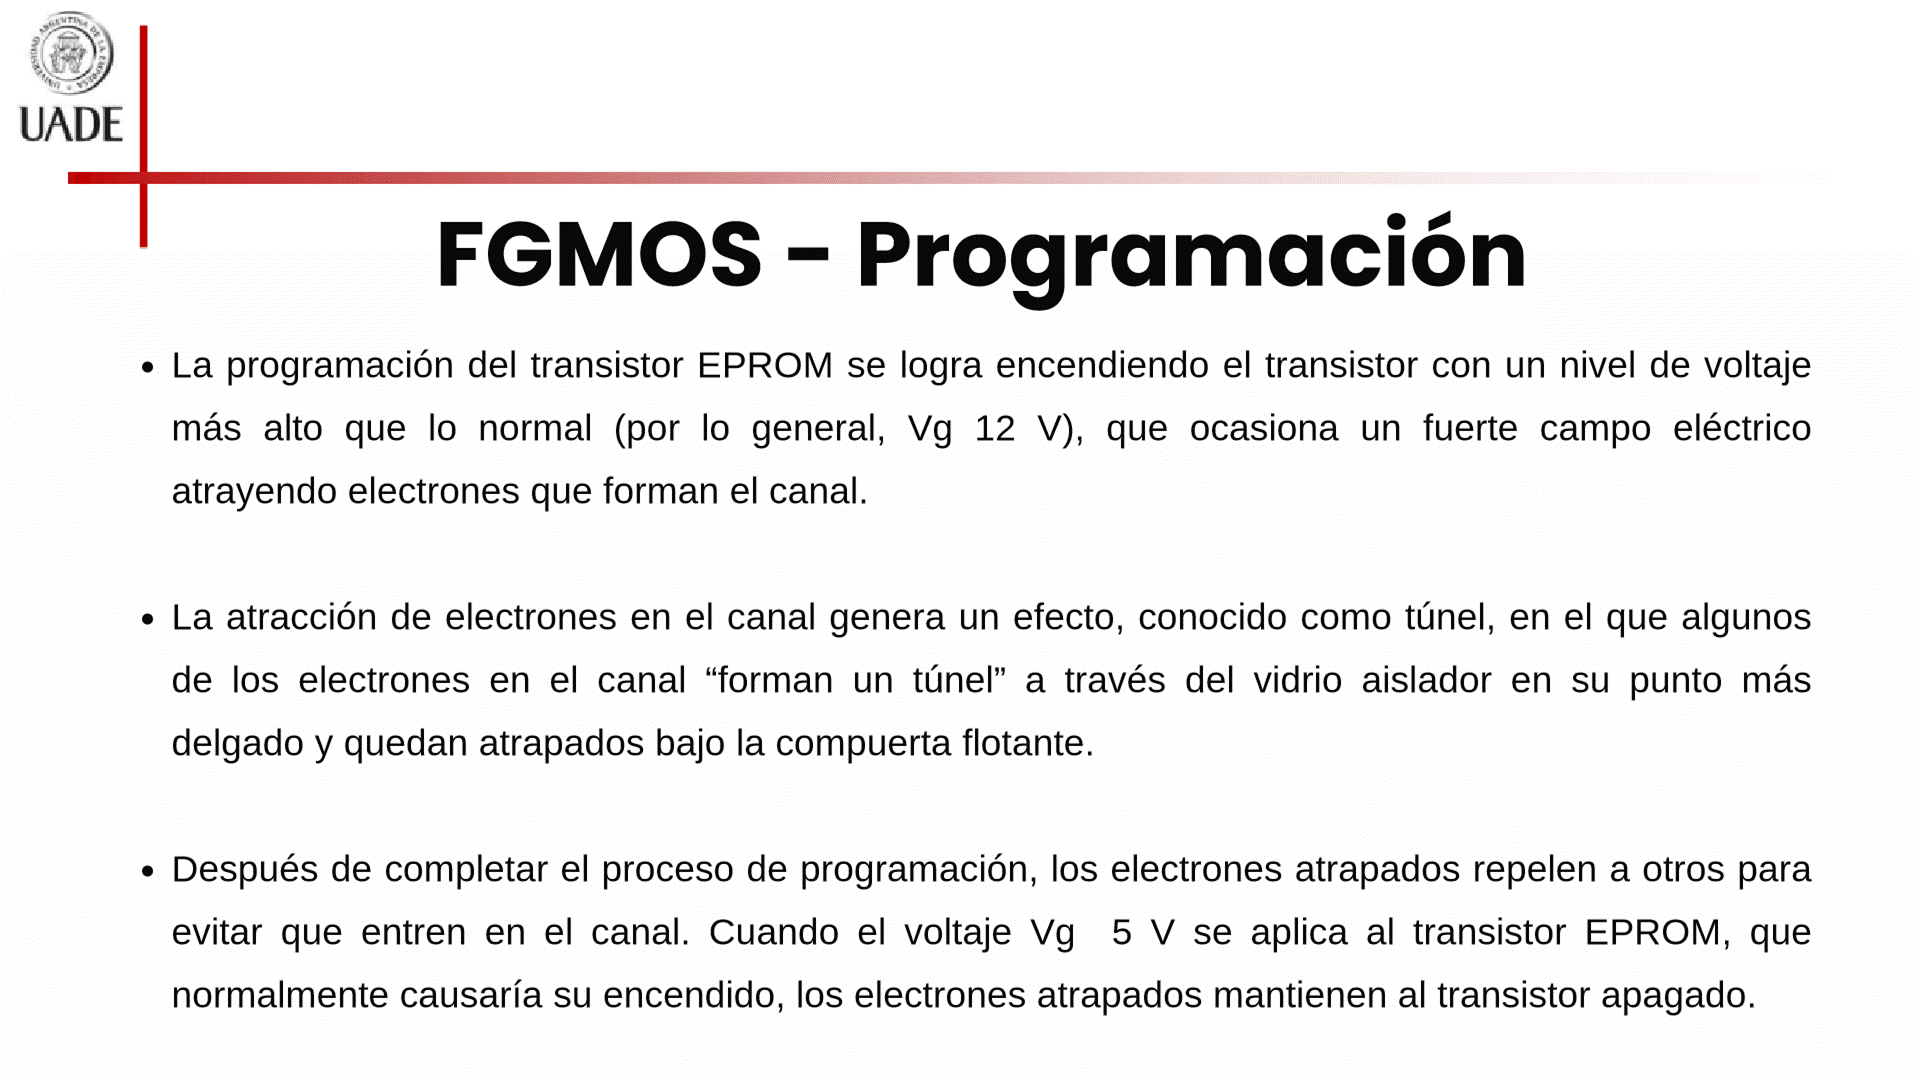 UNIVERSIDAD ARGENTINA DE LA EMPRESA
UADE
FGMOS - Programación
• La programación del transistor EPROM se logra encendiendo el transistor con un nivel de voltaje
más alto que lo normal (por lo general, Vg 12 V), que ocasiona un fuerte campo eléctrico
atrayendo electrones que forman el canal.
• La atracción de electrones en el canal genera un efecto, conocido como túnel, en el que algunos
de los electrones en el canal “forman un túnel” a través del vidrio aislador en su punto más
delgado y quedan atrapados bajo la compuerta flotante.
• Después de completar el proceso de programación, los electrones atrapados repelen a otros para
evitar que entren en el canal. Cuando el voltaje Vg  5 V se aplica al transistor EPROM, que
normalmente causaría su encendido, los electrones atrapados mantienen al transistor apagado.